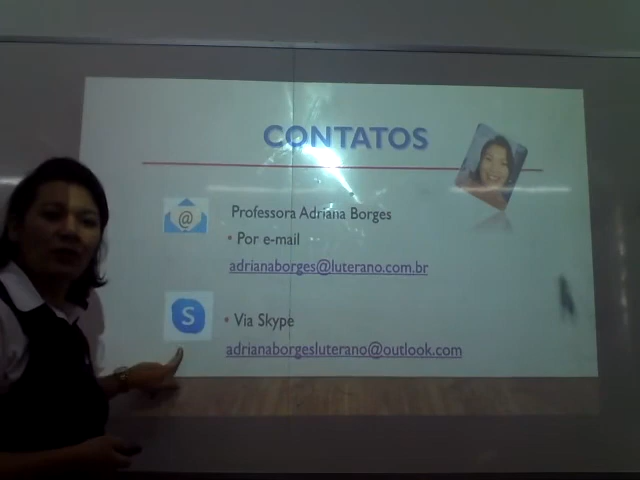 CONTATOS
@
Professora Adriana Borges
• Por e-mail
adrianaborges@luterano.com.br
S
• Via Skype
adrianaborgesluterano@outlook.com